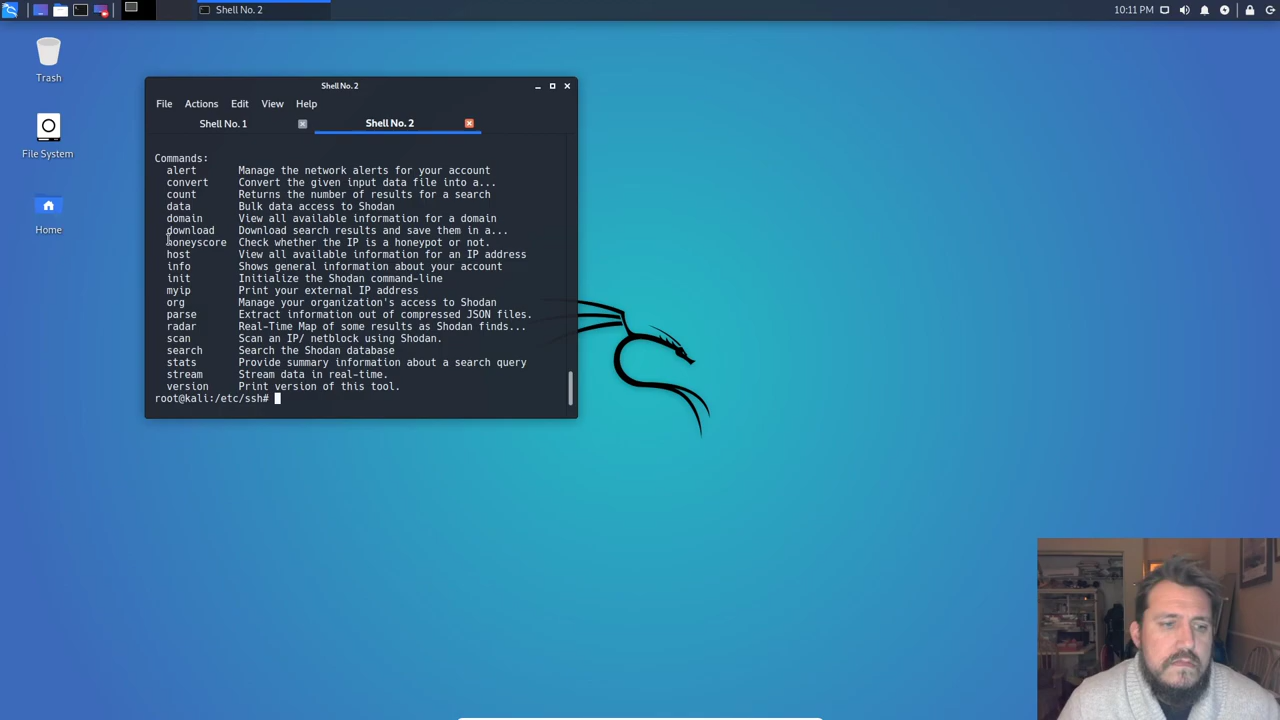 Shell No. 2
10:11 PM
Trash
File System
Home
Shell No. 2
File Actions Edit View Help
Shell No. 1
Shell No. 2
Commands:
alert Manage the network alerts for your account
convert Convert the given input data file into a...
count Returns the number of results for a search
data Bulk data access to Shodan
domain View all available information for a domain
download Download search results and save them in a...
honeyscore Check whether the IP is a honeypot or not.
host View all available information for an IP address
info Shows general information about your account
init Initialize the Shodan command-line
myip Print your external IP address
org Manage your organization's access to Shodan
parse Extract information out of compressed JSON files.
radar Real-Time Map of some results as Shodan finds...
scan Scan an IP/ netblock using Shodan.
search Search the Shodan database
stats Provide summary information about a search query
stream Stream data in real-time.
version Print version of this tool.
root@kali:/etc/ssh#